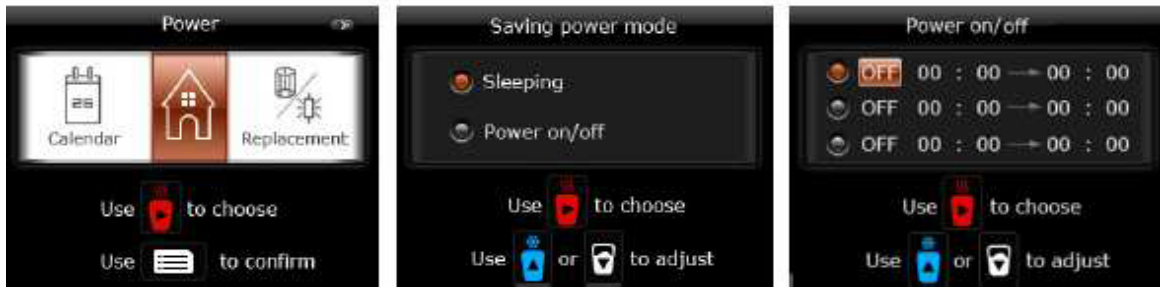 Power
26
Calendar
Replacement
Use to choose
Use to confirm
Saving power mode
Sleeping
Power on/off
Use to choose
Use or to adjust
Power on/off
OFF 00 : 00 00 : 00
OFF 00 : 00 00 : 00
OFF 00 : 00 00 : 00
Use to choose
Use or to adjust